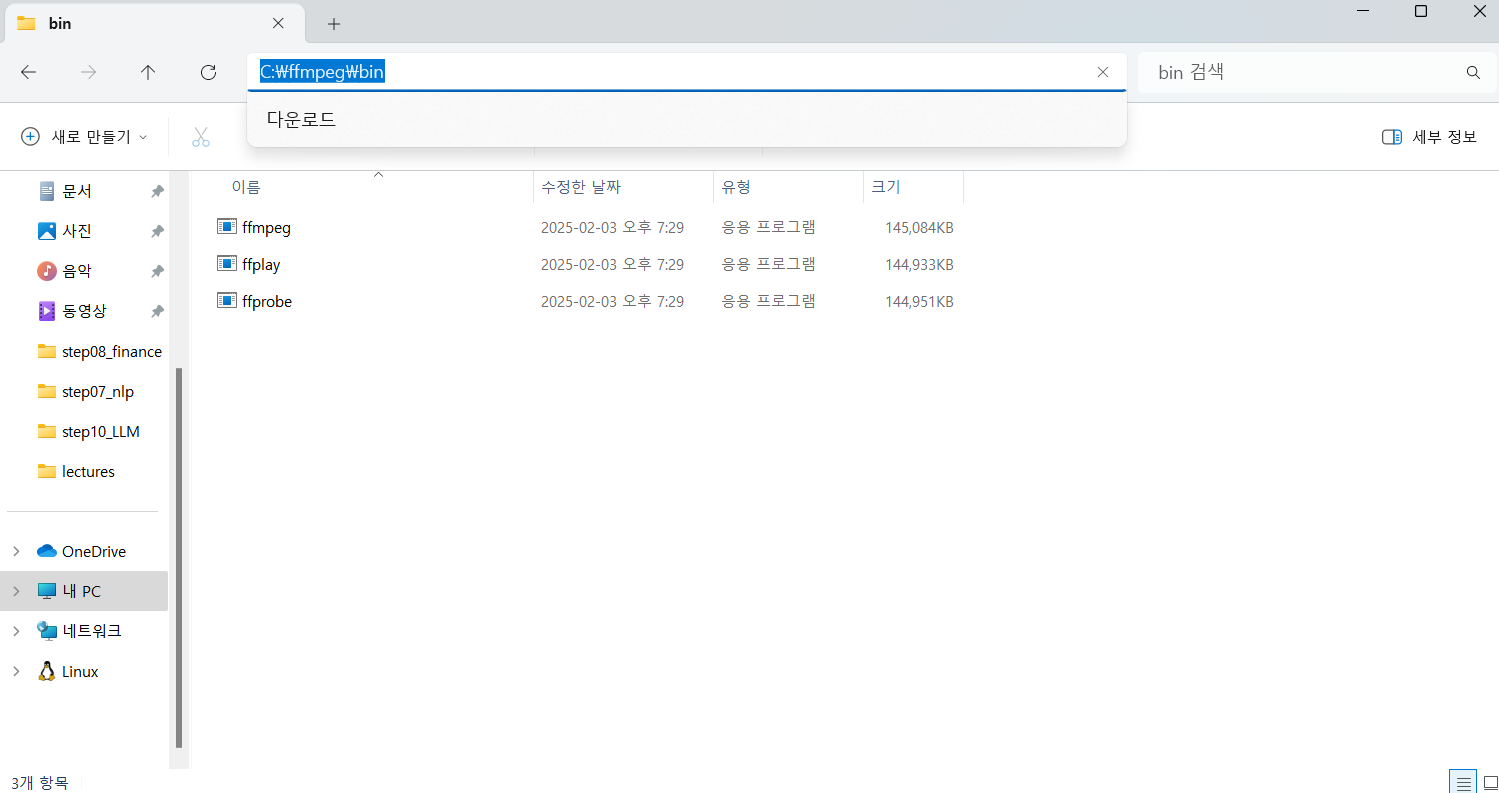 bin
C:₩ffmpeg₩bin
bin 검색
다운로드
새로 만들기
세부 정보
이름 수정한 날짜 유형 크기
문서
사진
음악
동영상
step08_finance
step07_nlp
step10_LLM
lectures
OneDrive
내 PC
네트워크
Linux
ffmpeg 2025-02-03 오후 7:29 응용 프로그램 145,084KB
ffplay 2025-02-03 오후 7:29 응용 프로그램 144,933KB
ffprobe 2025-02-03 오후 7:29 응용 프로그램 144,951KB
3개 항목